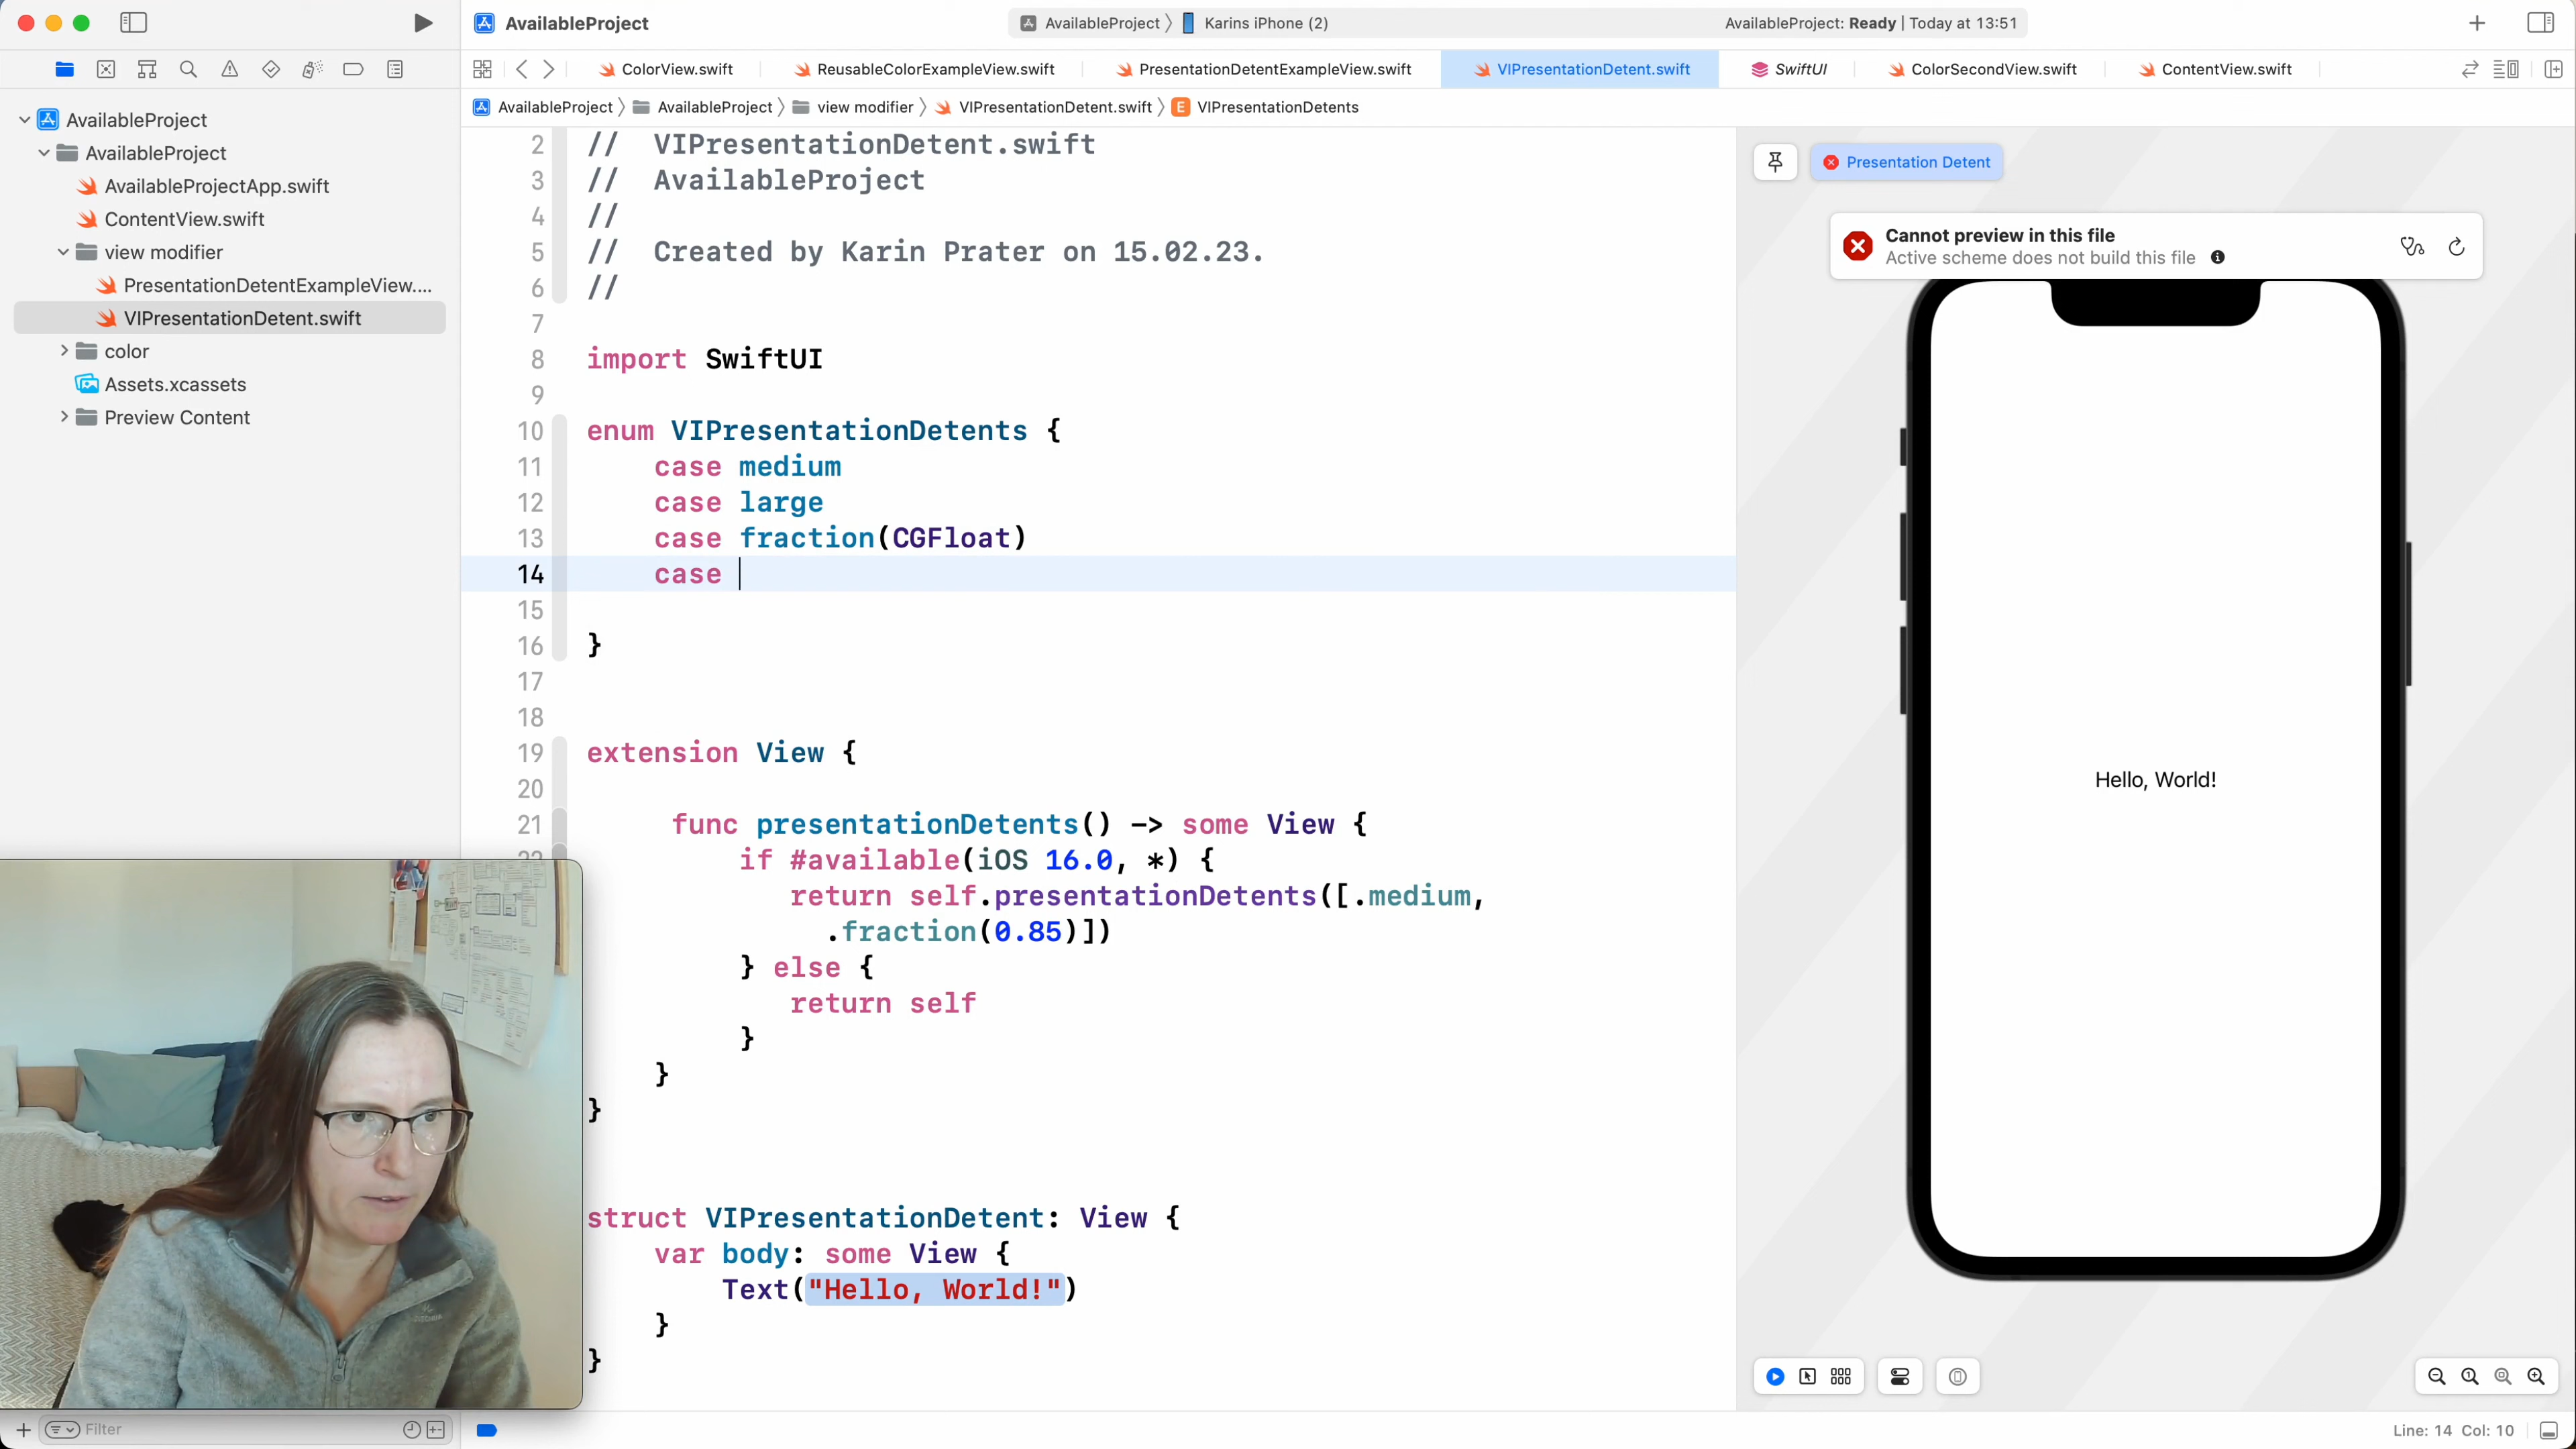 AvailableProject
AvailableProject 〉 Karins iPhone (2)
AvailableProject: Ready | Today at 13:51
ColorView.swift
ReusableColorExampleView.swift
PresentationDetentExampleView.swift
VIPresentationDetent.swift
SwiftUI
ColorSecondView.swift
ContentView.swift
AvailableProject 〉 AvailableProject 〉 view modifier 〉 VIPresentationDetent.swift 〉 E VIPresentationDetents
AvailableProject
AvailableProject
AvailableProjectApp.swift
ContentView.swift
view modifier
PresentationDetentExampleView....
VIPresentationDetent.swift
color
Assets.xcassets
Preview Content
2 //  VIPresentationDetent.swift
3 //  AvailableProject
4 //
5 //  Created by Karin Prater on 15.02.23.
6 //
7
8 import SwiftUI
9
10 enum VIPresentationDetents {
11     case medium
12     case large
13     case fraction(CGFloat)
14     case
15
16 }
17
18
19 extension View {
20
21     func presentationDetents() -> some View {
if #available(iOS 16.0, *) {
return self.presentationDetents([.medium,
.fraction(0.85)])
} else {
return self
}
}
}
struct VIPresentationDetent: View {
var body: some View {
Text("Hello, World!")
}
}
Presentation Detent
Cannot preview in this file
Active scheme does not build this file
Hello, World!
Filter
Line: 14 Col: 10